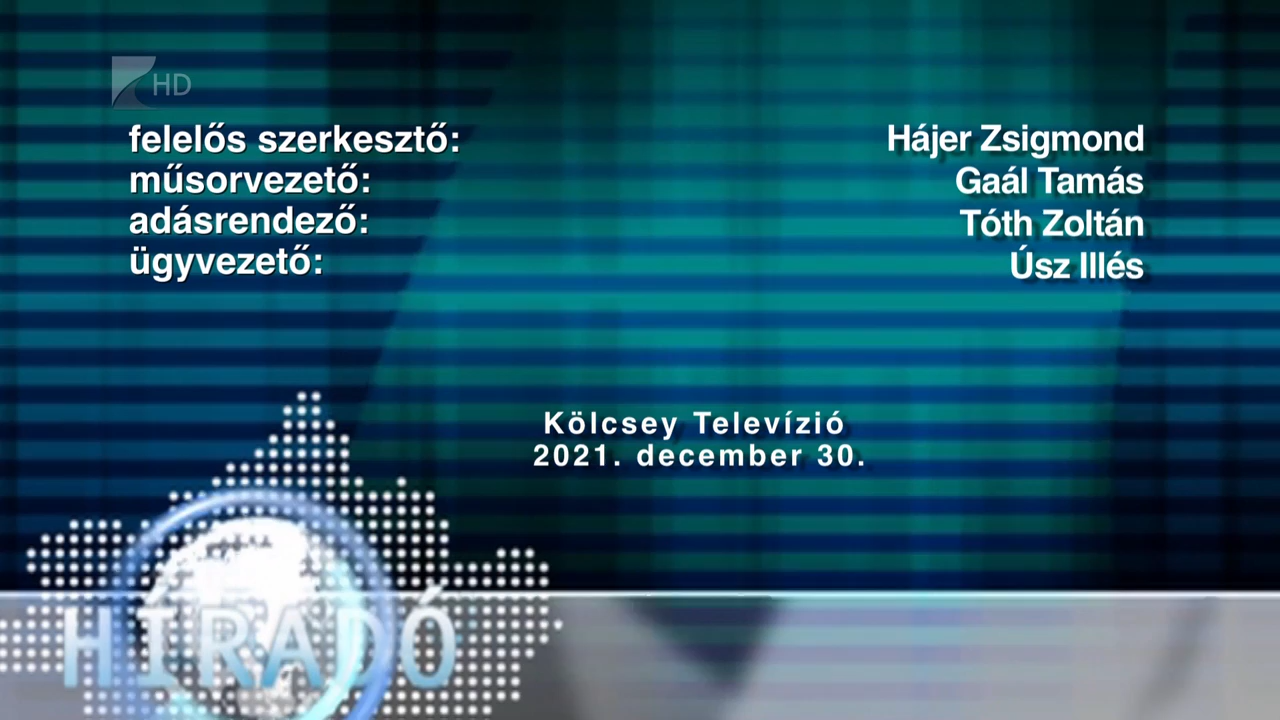 HD
felelős szerkesztő: Hájer Zsigmond
műsorvezető: Gaál Tamás
adásrendező: Tóth Zoltán
ügyvezető: Úsz Illés
Kölcsey Televízió
2021. december 30.
HÍRADÓ